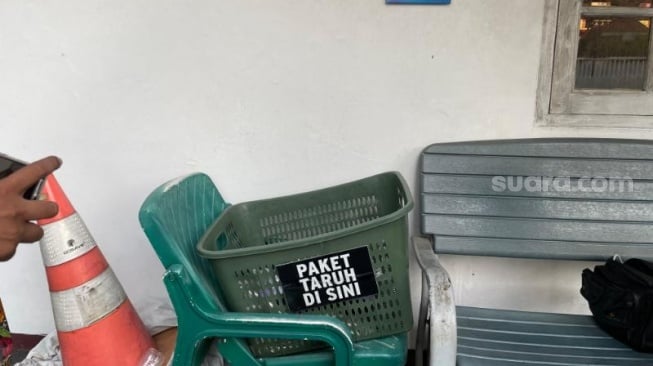 suara.com
PAKET
TARUH
DI SINI